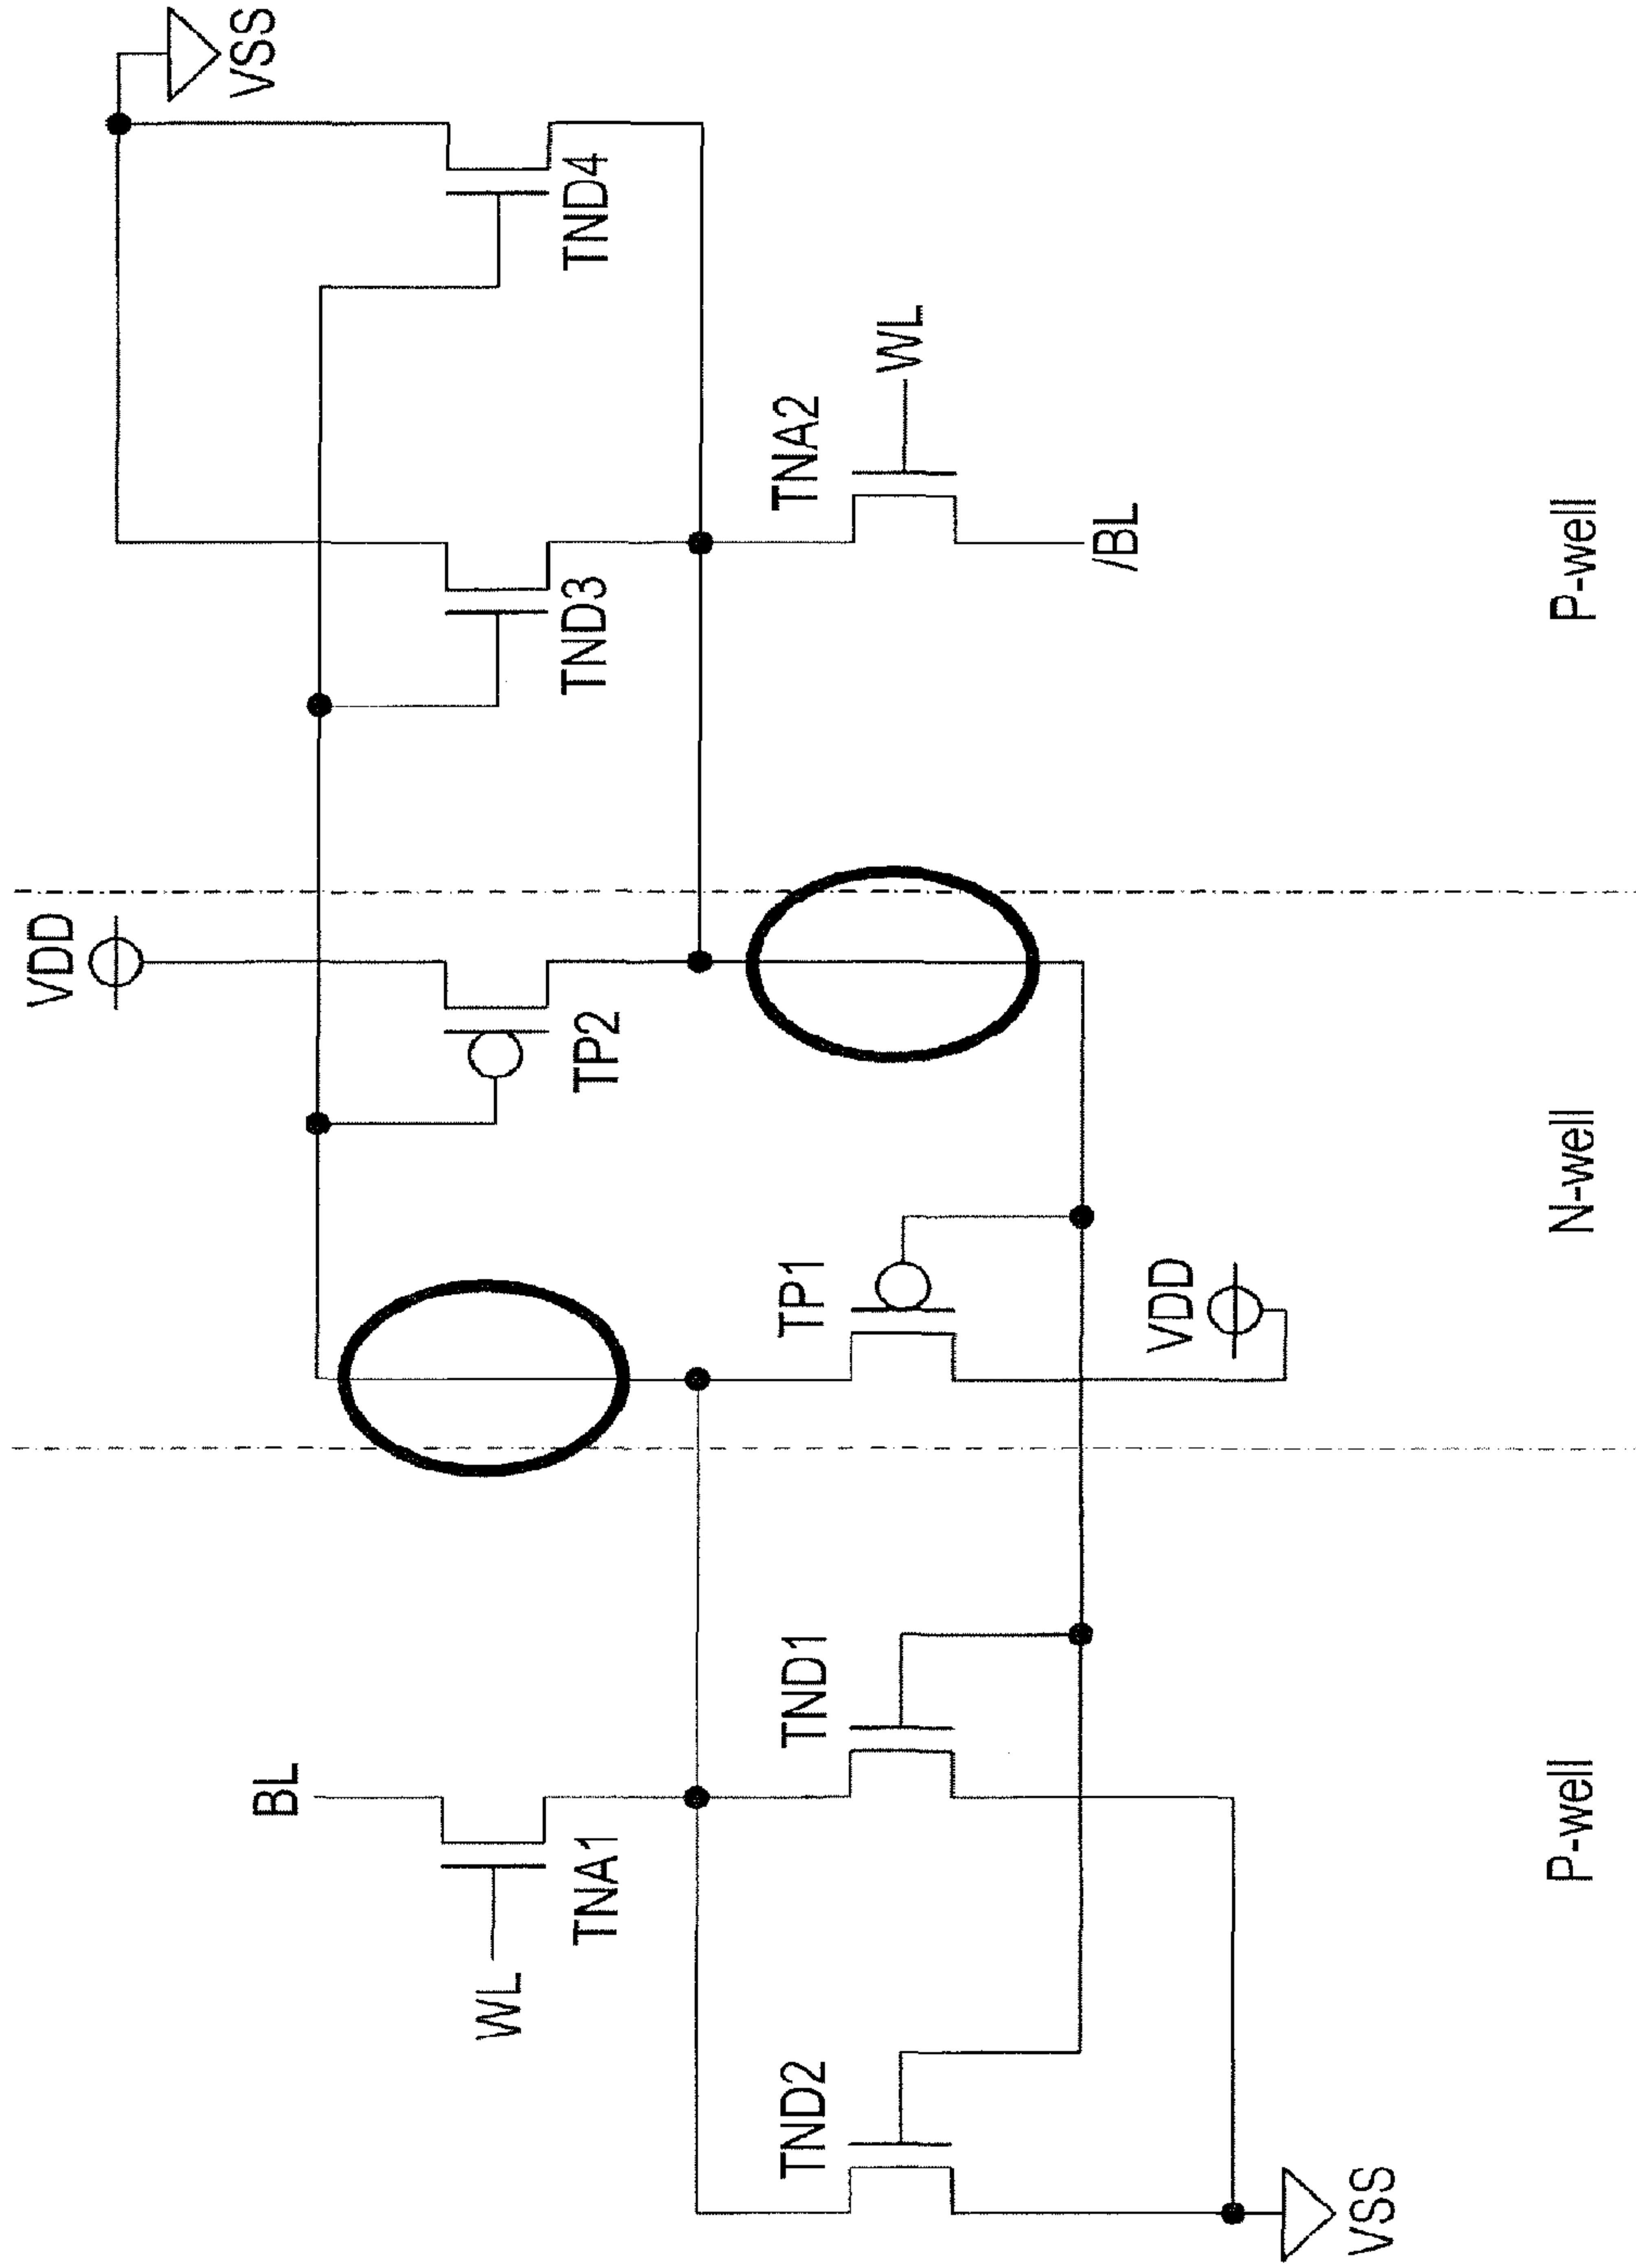 VSS
VDD
TND4
TND3
TP2
BL
WL
TNA1
TNA2
WL
TP1
TND1
TND2
/BL
VDD
VSS
P-well
N-well
P-well